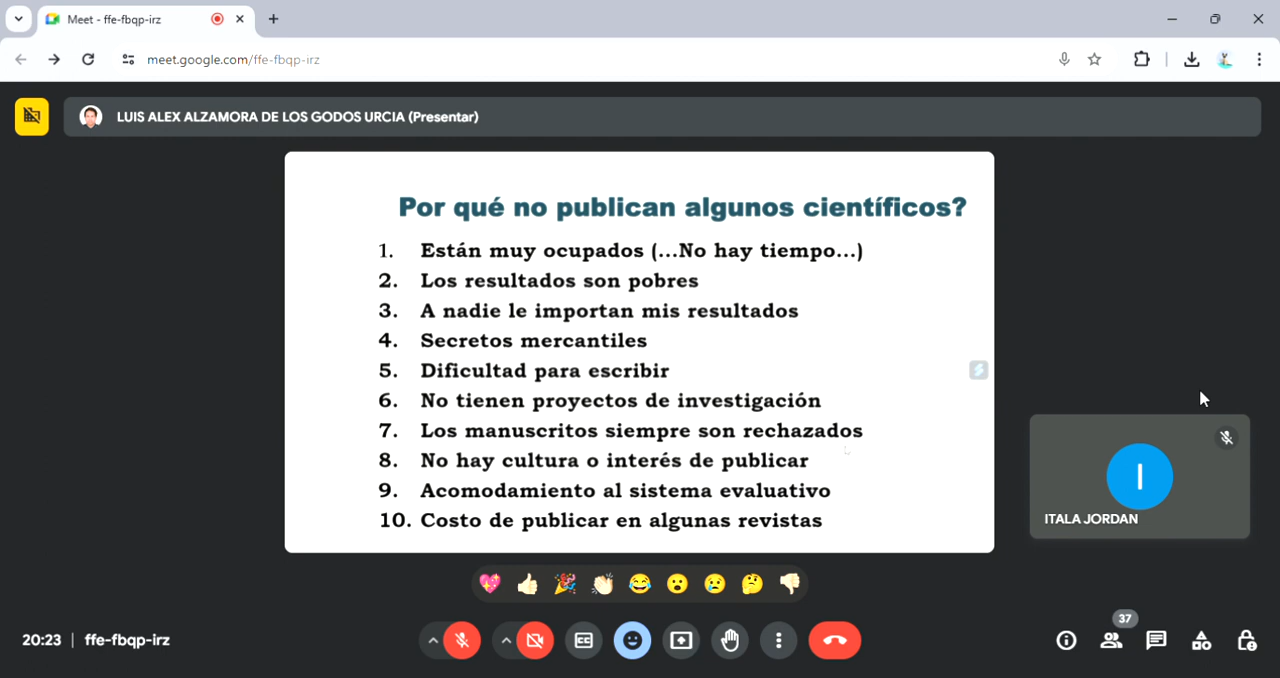 Meet - ffe-fbqp-irz
meet.google.com/ffe-fbqp-irz
LUIS ALEX ALZAMORA DE LOS GODOS URCIA (Presentar)
Por qué no publican algunos científicos?
1. Están muy ocupados (...No hay tiempo...)
2. Los resultados son pobres
3. A nadie le importan mis resultados
4. Secretos mercantiles
5. Dificultad para escribir
6. No tienen proyectos de investigación
7. Los manuscritos siempre son rechazados
8. No hay cultura o interés de publicar
9. Acomodamiento al sistema evaluativo
10. Costo de publicar en algunas revistas
I
ITALA JORDAN
20:23 | ffe-fbqp-irz
37